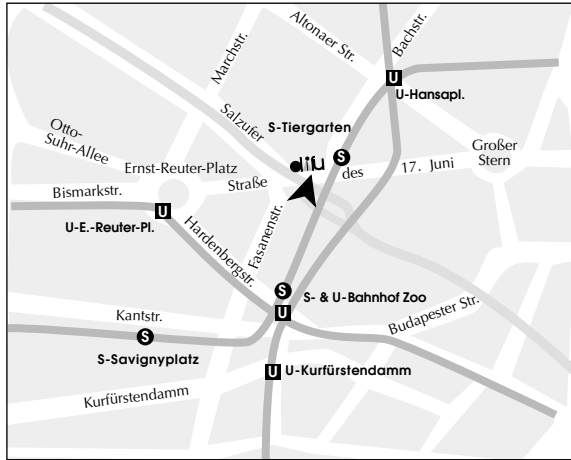 Altonaer Str.
Bachstr.
Marchstr.
U
U-Hansapl.
Salzufer
S-Tiergarten
Otto-
Suhr-Allee
Großer
Stern
difu
S
Ernst-Reuter-Platz
Straße
des
17. Juni
Bismarkstr.
U
U-E.-Reuter-Pl.
Hardenbergstr.
Fasanenstr.
S
S- & U-Bahnhof Zoo
U
Budapester Str.
Kantstr.
S
S-Savignyplatz
U
U-Kurfürstendamm
Kurfürstendamm